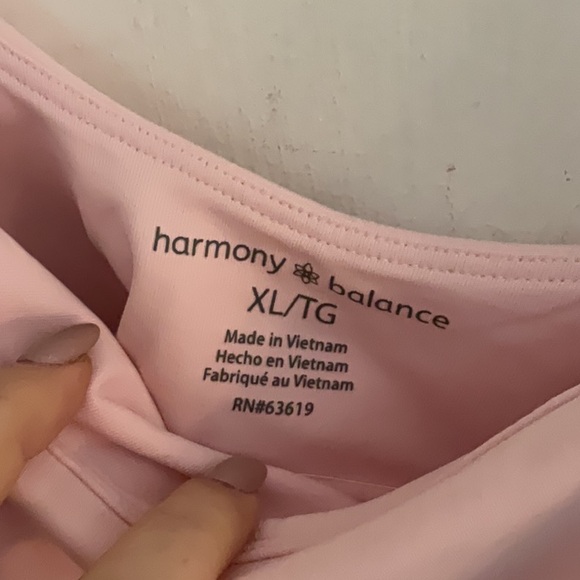 harmony balance
XL/TG
Made in Vietnam
Hecho en Vietnam
Fabriqué au Vietnam
RN#63619